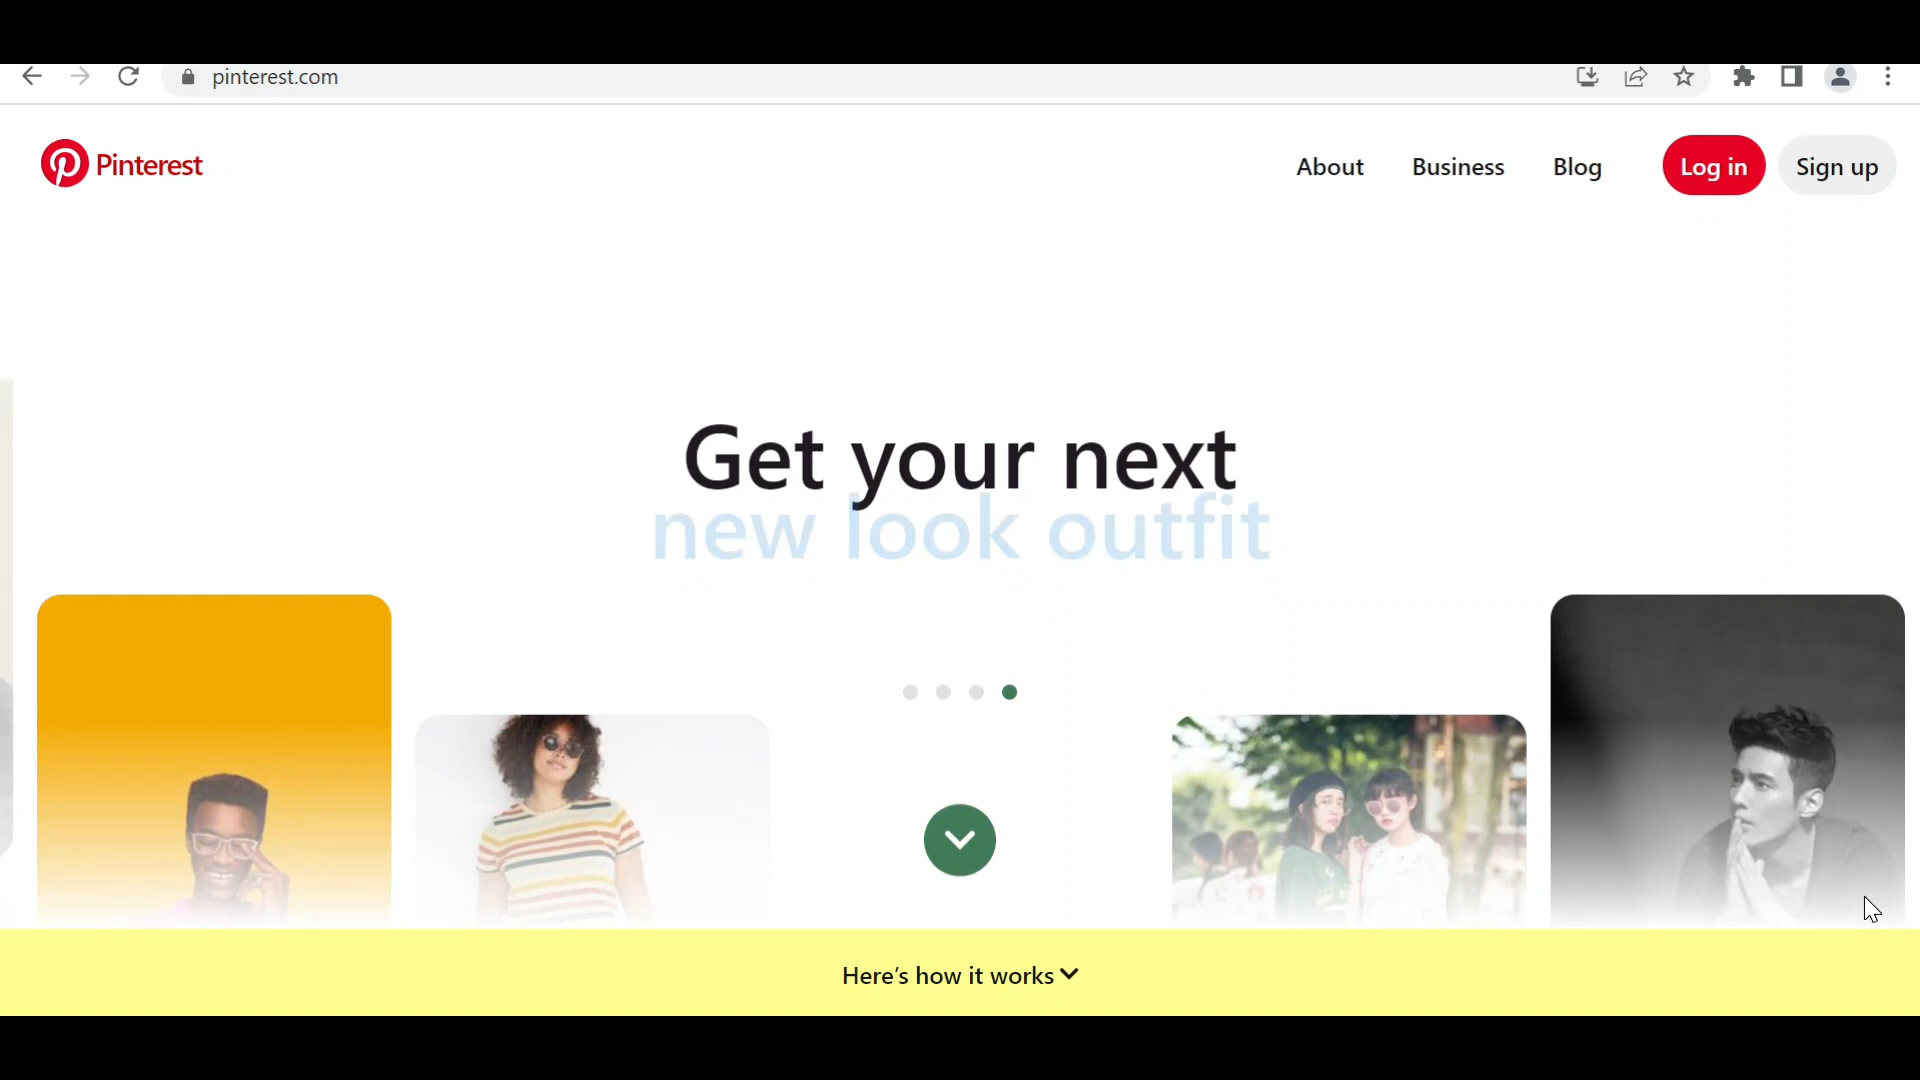 pinterest.com
Pinterest
About
Business
Blog
Log in
Sign up
Get your next
new look outfit
Here’s how it works